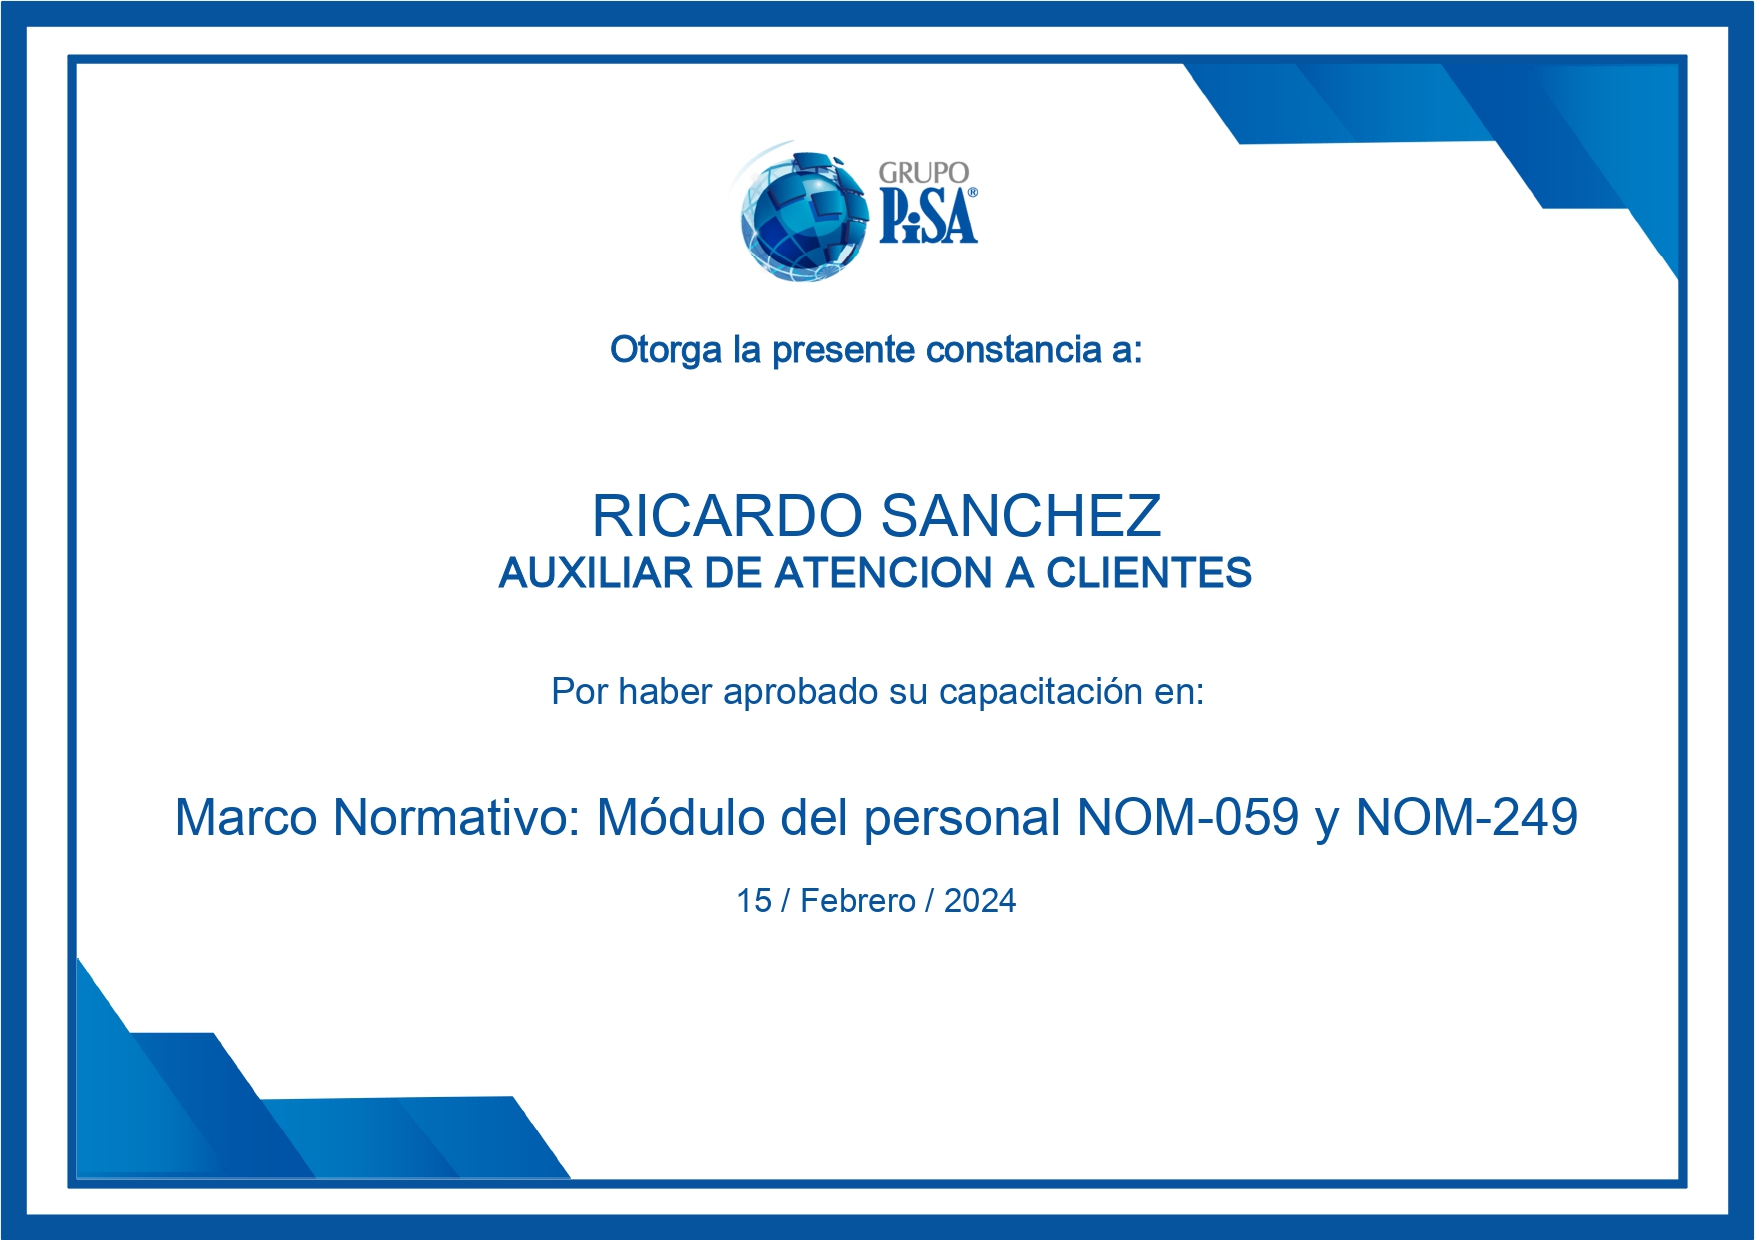 GRUPO
PiSA®
Otorga la presente constancia a:
RICARDO SANCHEZ
AUXILIAR DE ATENCION A CLIENTES
Por haber aprobado su capacitación en:
Marco Normativo: Módulo del personal NOM-059 y NOM-249
15 / Febrero / 2024